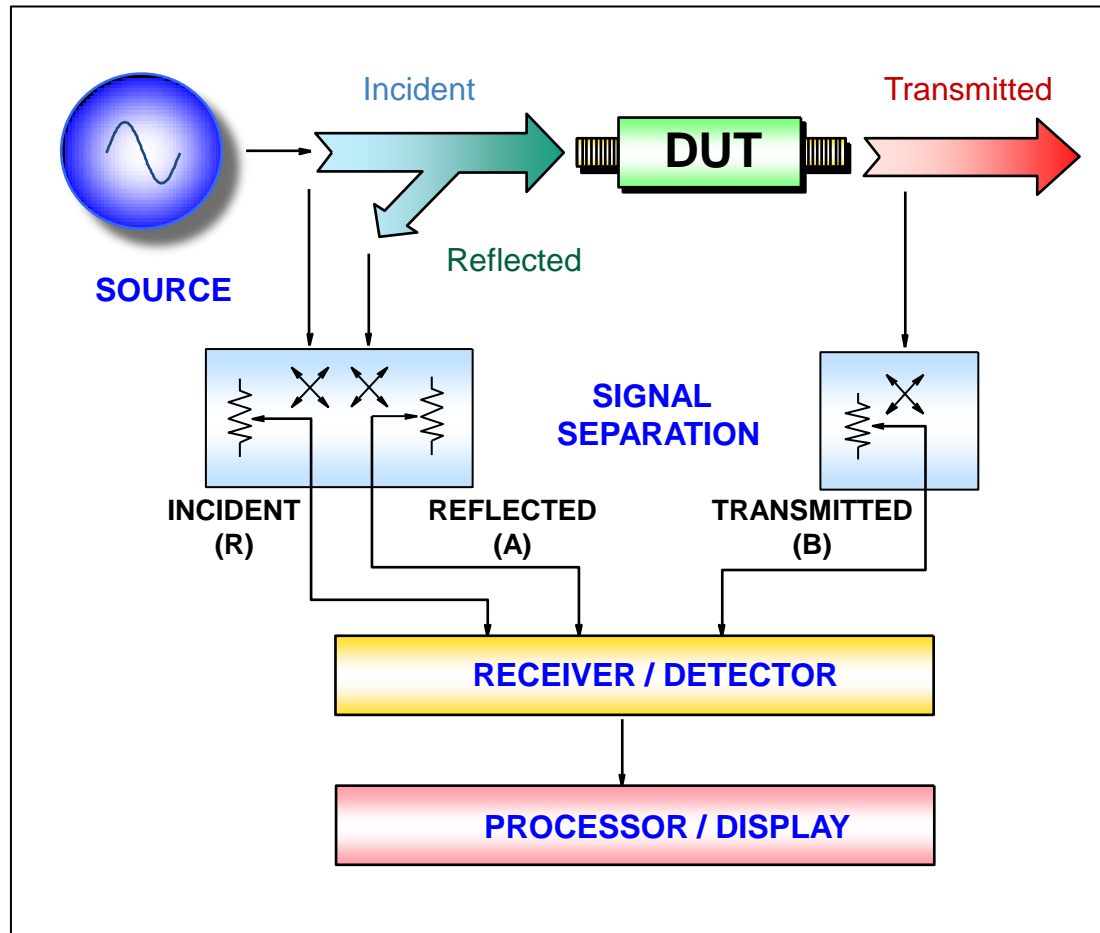 Incident
Transmitted
DUT
Reflected
SOURCE
SIGNAL
SEPARATION
INCIDENT
(R)
REFLECTED
(A)
TRANSMITTED
(B)
RECEIVER / DETECTOR
PROCESSOR / DISPLAY